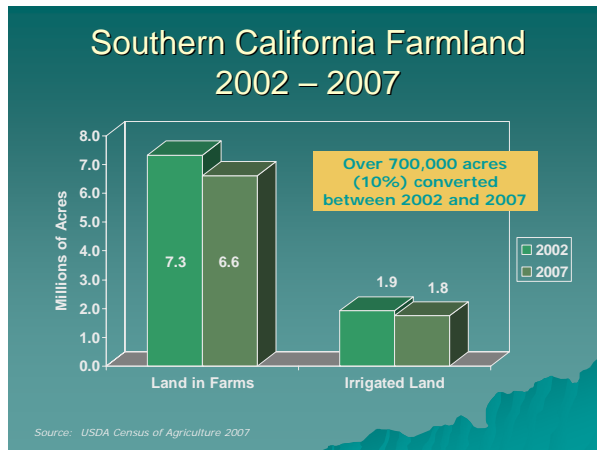 Southern California Farmland
2002 – 2007
Over 700,000 acres
(10%) converted
between 2002 and 2007
Millions of Acres
8.0
7.0
6.0
5.0
4.0
3.0
2.0
1.0
0.0
7.3
6.6
1.9
1.8
2002
2007
Land in Farms
Irrigated Land
Source: USDA Census of Agriculture 2007